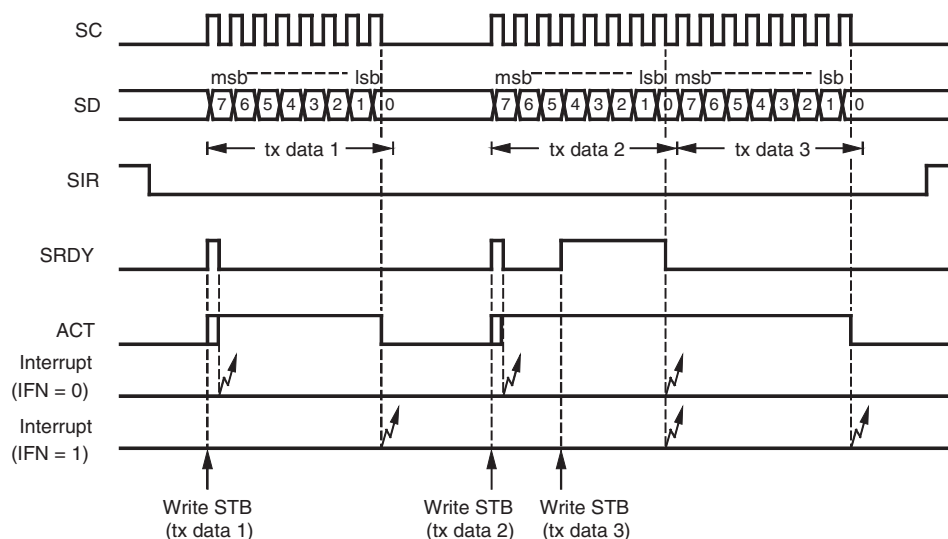 SC
msb lsb msb lsb msb lsb
SD 7 6 5 4 3 2 1 0 7 6 5 4 3 2 1 0 7 6 5 4 3 2 1 0
tx data 1 tx data 2 tx data 3
SIR
SRDY
ACT
Interrupt
(IFN = 0)
Interrupt
(IFN = 1)
Write STB Write STB Write STB
(tx data 1) (tx data 2) (tx data 3)